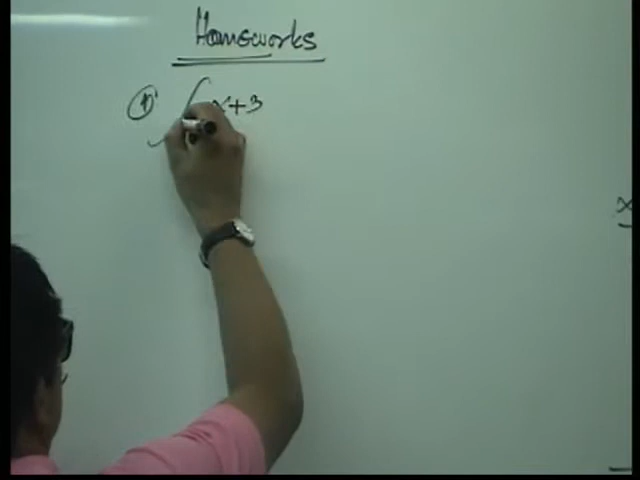 Homeworks
① ∫ x+3
x